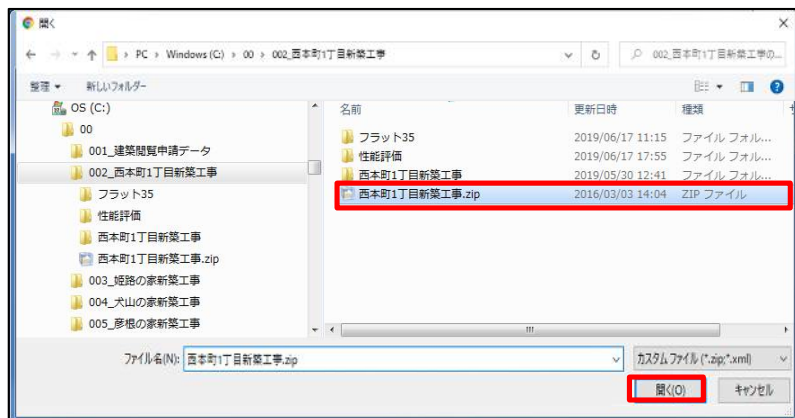 開く
PC › Windows (C:) › 00 › 002_西本町1丁目新築工事
002_西本町1丁目新築工事の...
整理 新しいフォルダー
OS (C:)
00
001_建築閲覧申請データ
002_西本町1丁目新築工事
フラット35
性能評価
西本町1丁目新築工事
西本町1丁目新築工事.zip
003_姫路の家新築工事
004_犬山の家新築工事
005_彦根の家新築工事
名前 更新日時 種類 サ
フラット35 2019/06/17 11:15 ファイル フォル...
性能評価 2019/06/17 17:55 ファイル フォル...
西本町1丁目新築工事 2019/05/30 12:41 ファイル フォル...
西本町1丁目新築工事.zip 2016/03/03 14:04 ZIP ファイル
ファイル名(N): 西本町1丁目新築工事.zip
カスタム ファイル (*.zip;*.xml)
開く(O) キャンセル